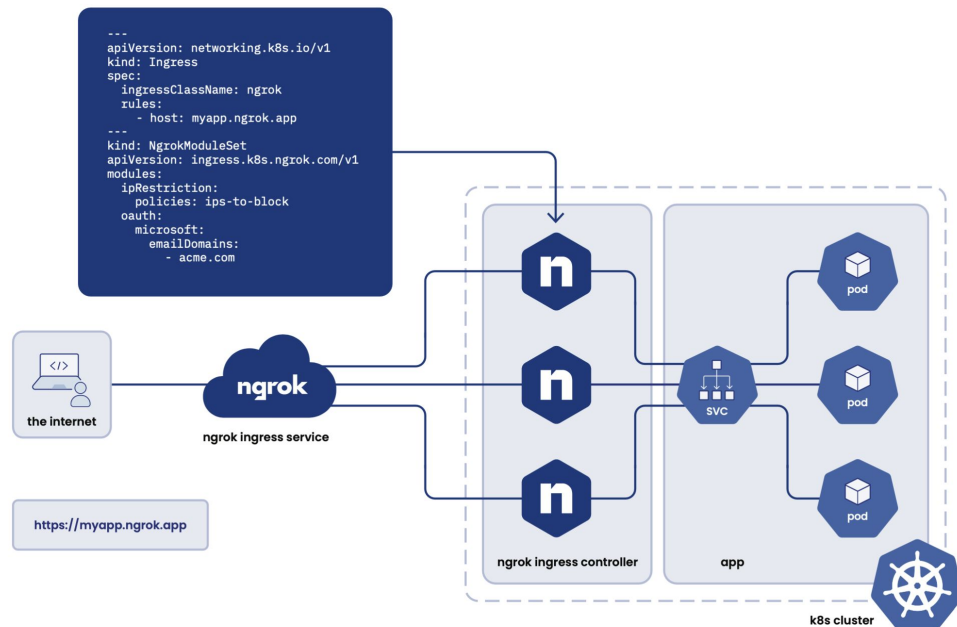 ---
apiVersion: networking.k8s.io/v1
kind: Ingress
spec:
  ingressClassName: ngrok
  rules:
    - host: myapp.ngrok.app
---
kind: NgrokModuleSet
apiVersion: ingress.k8s.ngrok.com/v1
modules:
  ipRestriction:
    policies: ips-to-block
  oauth:
    microsoft:
      emailDomains:
        - acme.com
n
pod
</>
the internet
ngrok
ngrok ingress service
n
SVC
pod
n
pod
https://myapp.ngrok.app
ngrok ingress controller
app
k8s cluster